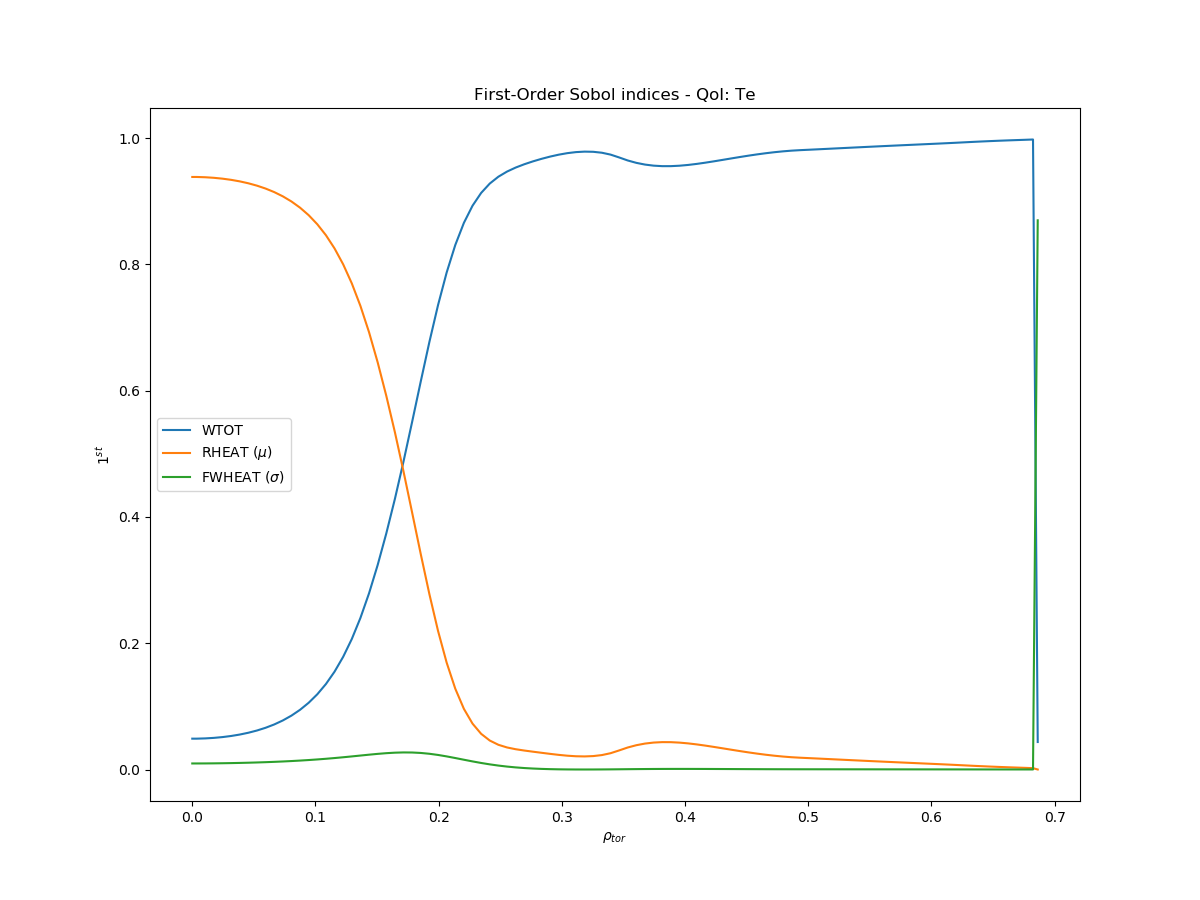 First-Order Sobol indices - QoI: Te
1.0
0.8
0.6
0.4
0.2
0.0
1ˢᵗ
WTOT
RHEAT (μ)
FWHEAT (σ)
0.0 0.1 0.2 0.3 0.4 0.5 0.6 0.7
ρ_tor